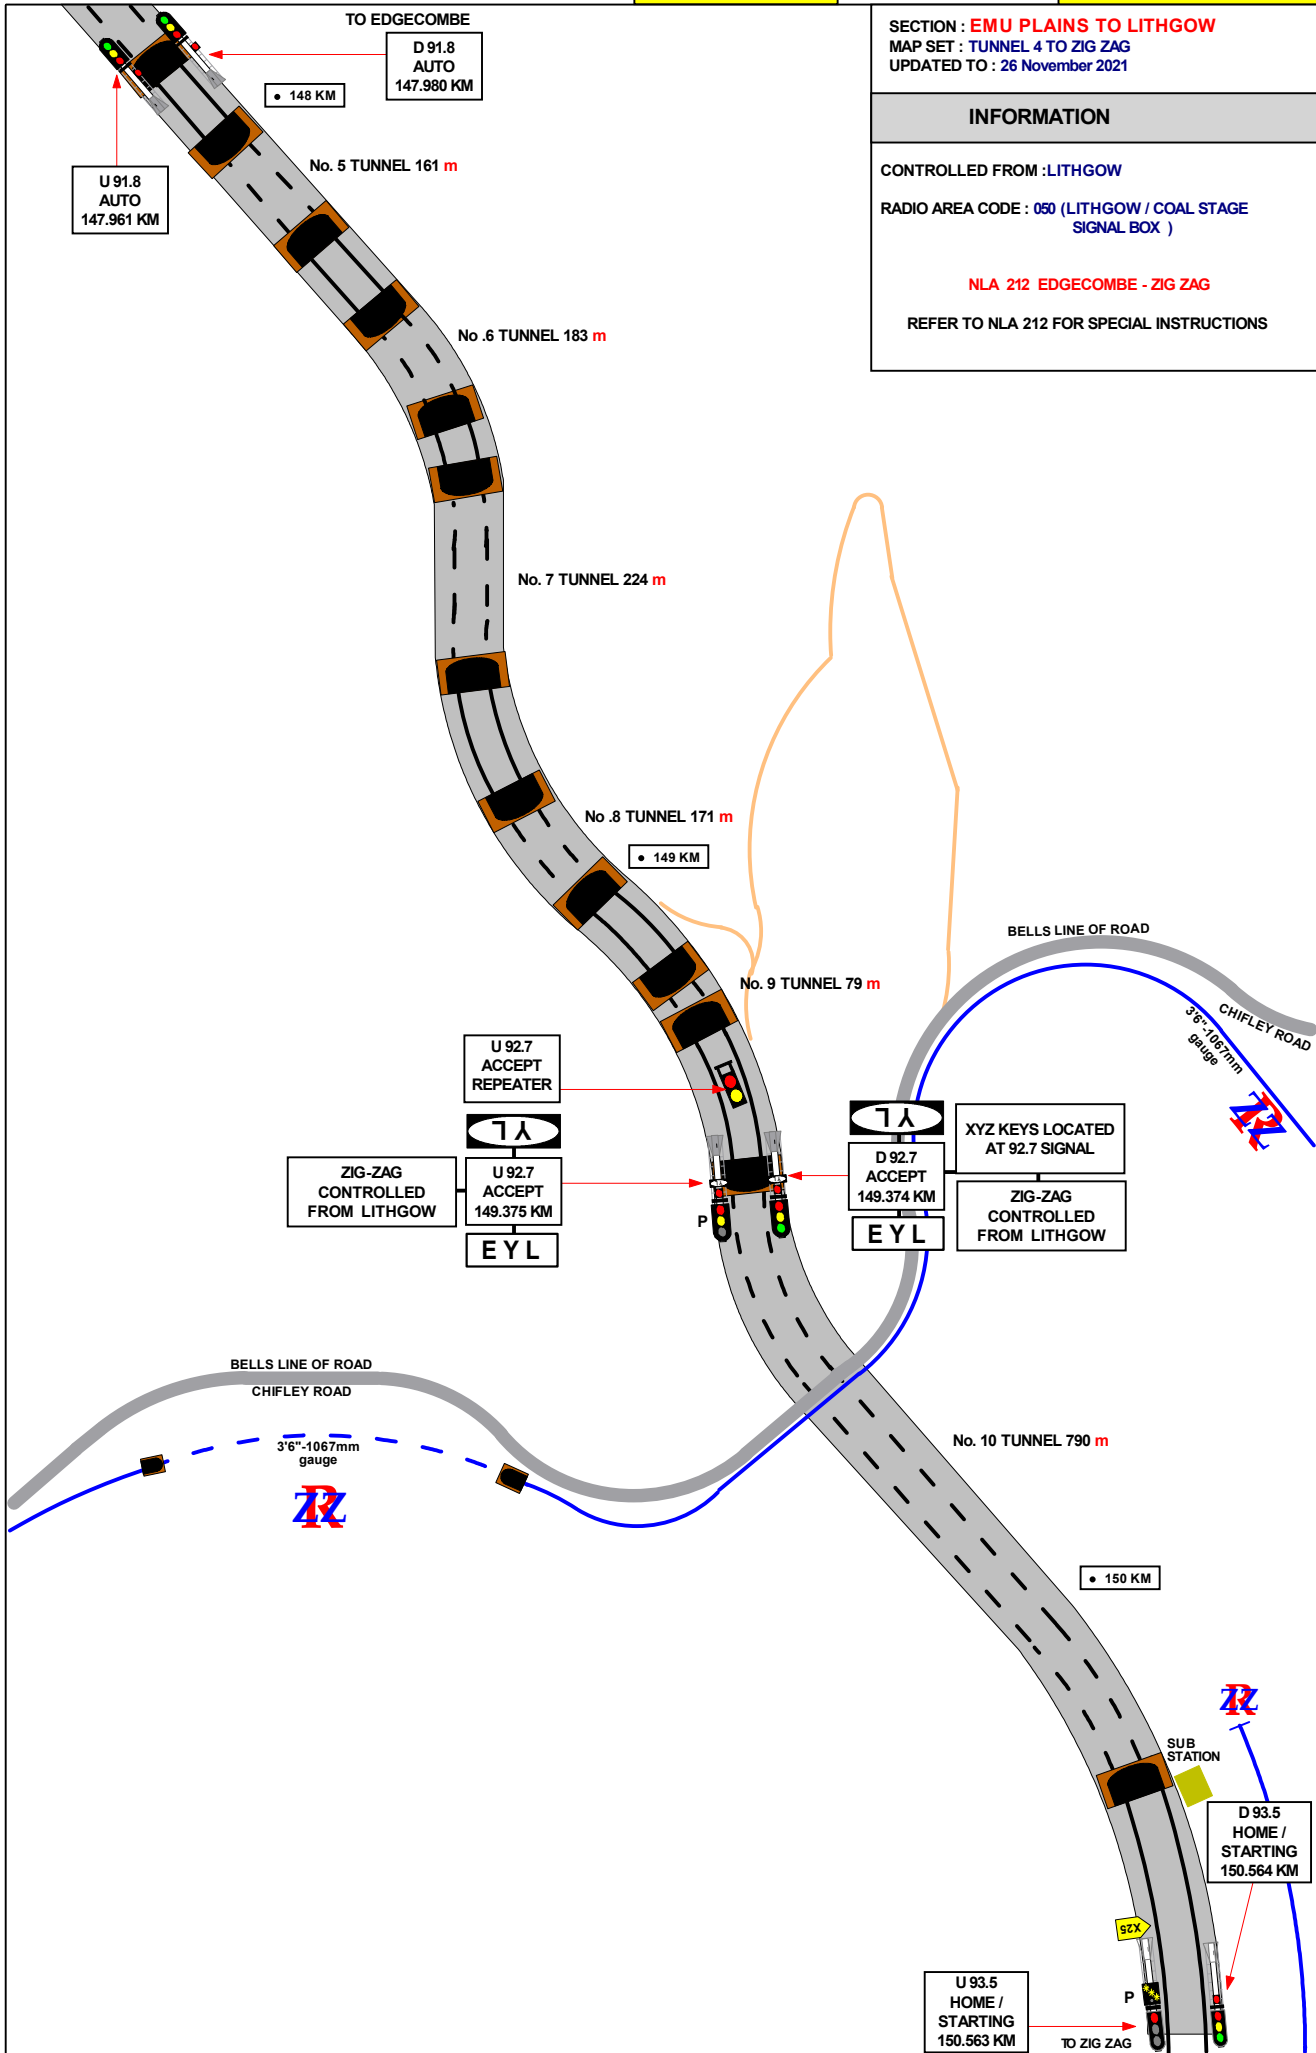 SECTION : EMU PLAINS TO LITHGOW
MAP SET : TUNNEL 4 TO ZIG ZAG
UPDATED TO : 26 November 2021
INFORMATION
CONTROLLED FROM :LITHGOW
RADIO AREA CODE : 050 (LITHGOW / COAL STAGE
SIGNAL BOX )
NLA 212 EDGECOMBE - ZIG ZAG
REFER TO NLA 212 FOR SPECIAL INSTRUCTIONS
TO EDGECOMBE
D 91.8
AUTO
147.980 KM
• 148 KM
U 91.8
AUTO
147.961 KM
No. 5 TUNNEL 161 m
No .6 TUNNEL 183 m
No. 7 TUNNEL 224 m
No .8 TUNNEL 171 m
• 149 KM
BELLS LINE OF ROAD
CHIFLEY ROAD
3'6"-1067mm
gauge
ZRZ
No. 9 TUNNEL 79 m
U 92.7
ACCEPT
REPEATER
YL
U 92.7
ACCEPT
149.375 KM
EYL
ZIG-ZAG
CONTROLLED
FROM LITHGOW
P
YL
D 92.7
ACCEPT
149.374 KM
EYL
XYZ KEYS LOCATED
AT 92.7 SIGNAL
ZIG-ZAG
CONTROLLED
FROM LITHGOW
BELLS LINE OF ROAD
CHIFLEY ROAD
3'6"-1067mm
gauge
ZRZ
No. 10 TUNNEL 790 m
• 150 KM
ZRZ
SUB
STATION
D 93.5
HOME /
STARTING
150.564 KM
X25
P
U 93.5
HOME /
STARTING
150.563 KM
TO ZIG ZAG